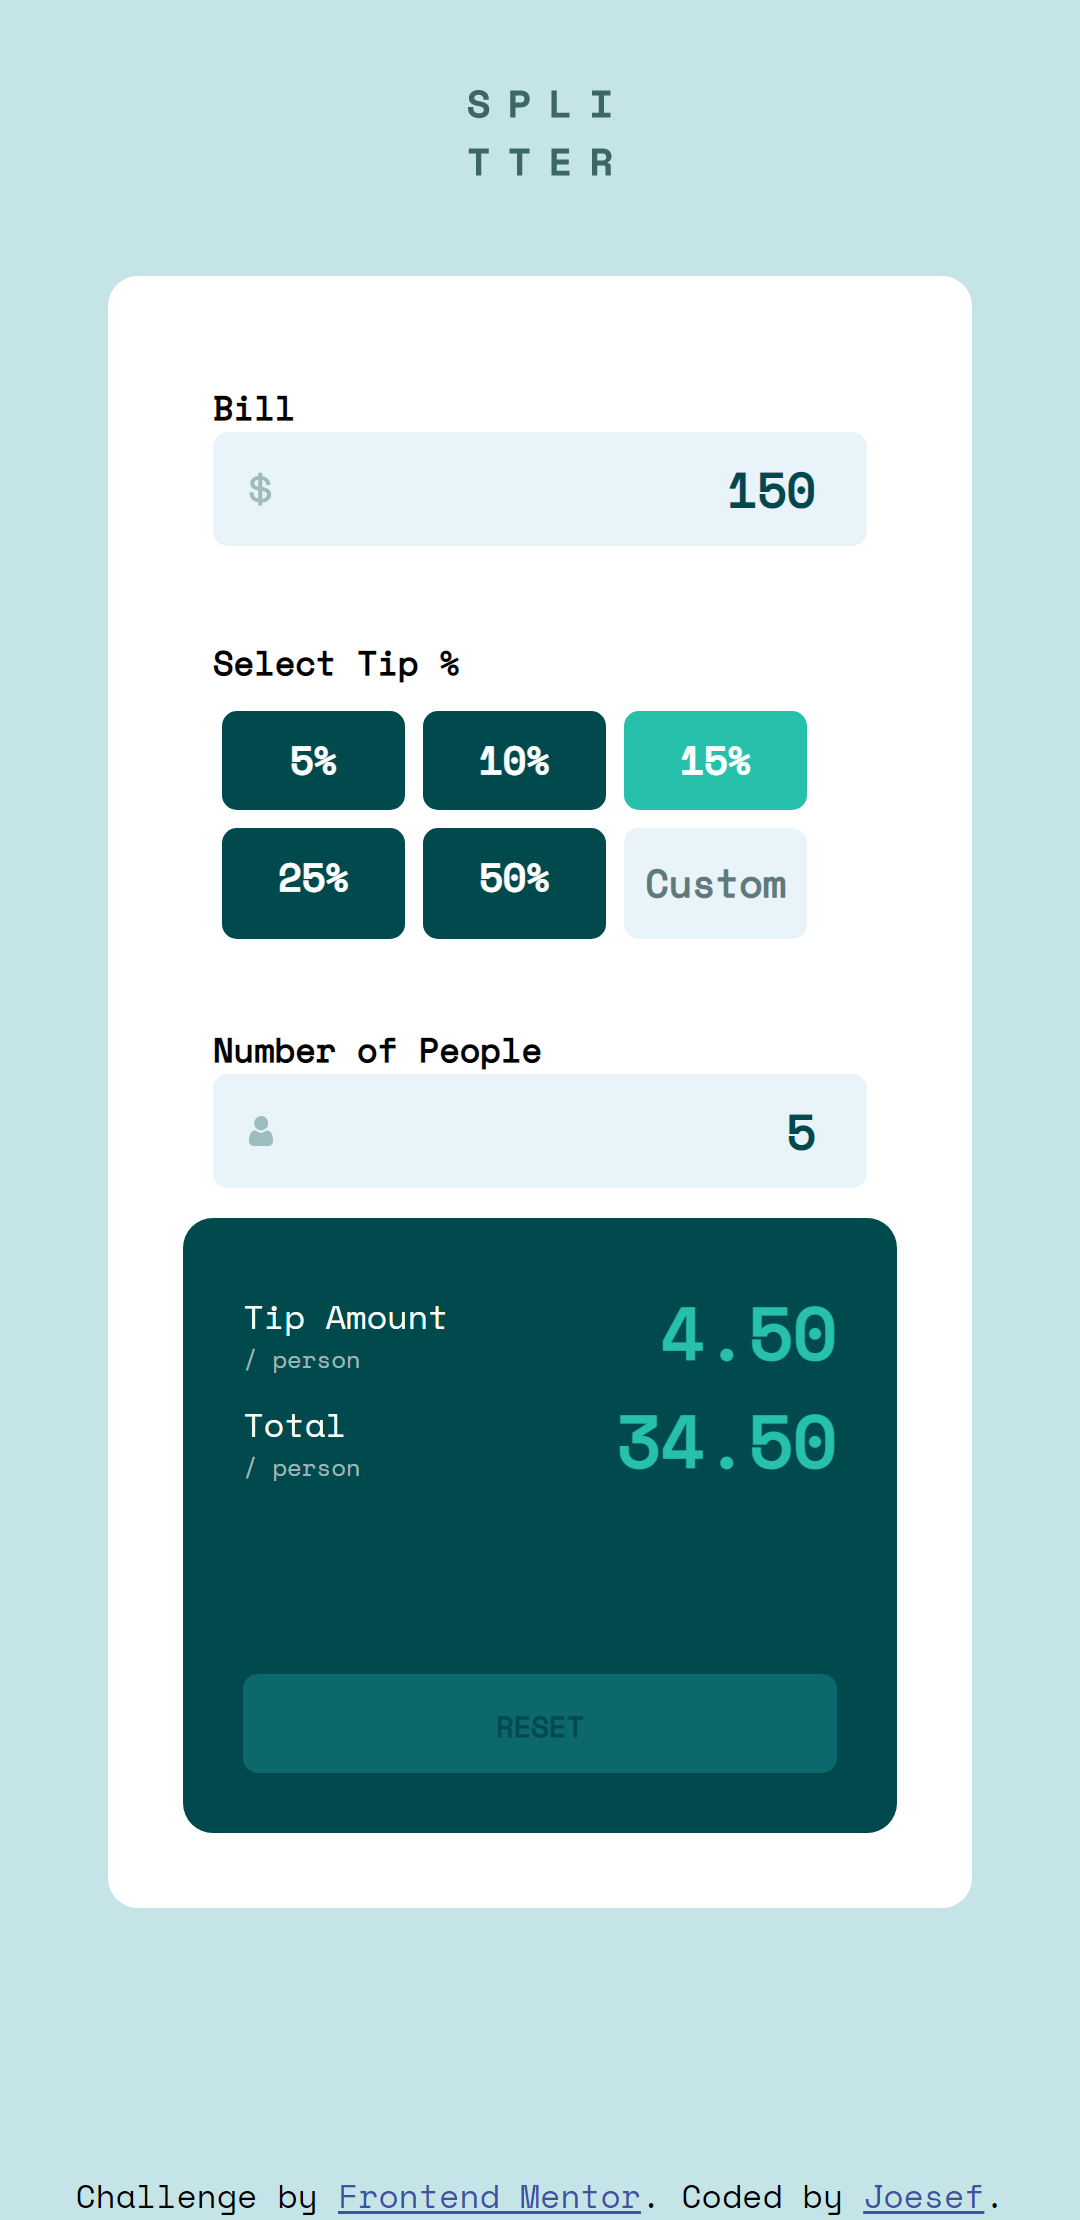 SPLI
TTER
Bill
$ 150
Select Tip %
5% 10% 15%
25% 50% Custom
Number of People
5
Tip Amount 4.50
/ person
Total 34.50
/ person
RESET
Challenge by Frontend Mentor. Coded by Joesef.